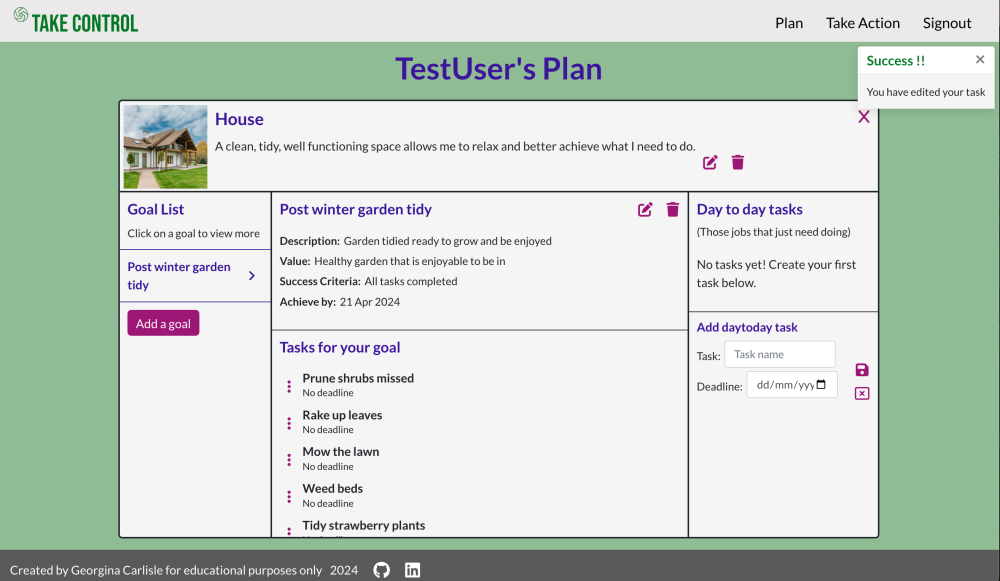 TAKE CONTROL
Plan Take Action Signout
TestUser's Plan
Success !!
You have edited your task
House
A clean, tidy, well functioning space allows me to relax and better achieve what I need to do.
Goal List
Click on a goal to view more
Post winter garden
tidy
Add a goal
Post winter garden tidy
Description: Garden tidied ready to grow and be enjoyed
Value: Healthy garden that is enjoyable to be in
Success Criteria: All tasks completed
Achieve by: 21 Apr 2024
Tasks for your goal
Prune shrubs missed
No deadline
Rake up leaves
No deadline
Mow the lawn
No deadline
Weed beds
No deadline
Tidy strawberry plants
Day to day tasks
(Those jobs that just need doing)
No tasks yet! Create your first
task below.
Add daytoday task
Task: Task name
Deadline: dd/mm/yyy
Created by Georgina Carlisle for educational purposes only 2024